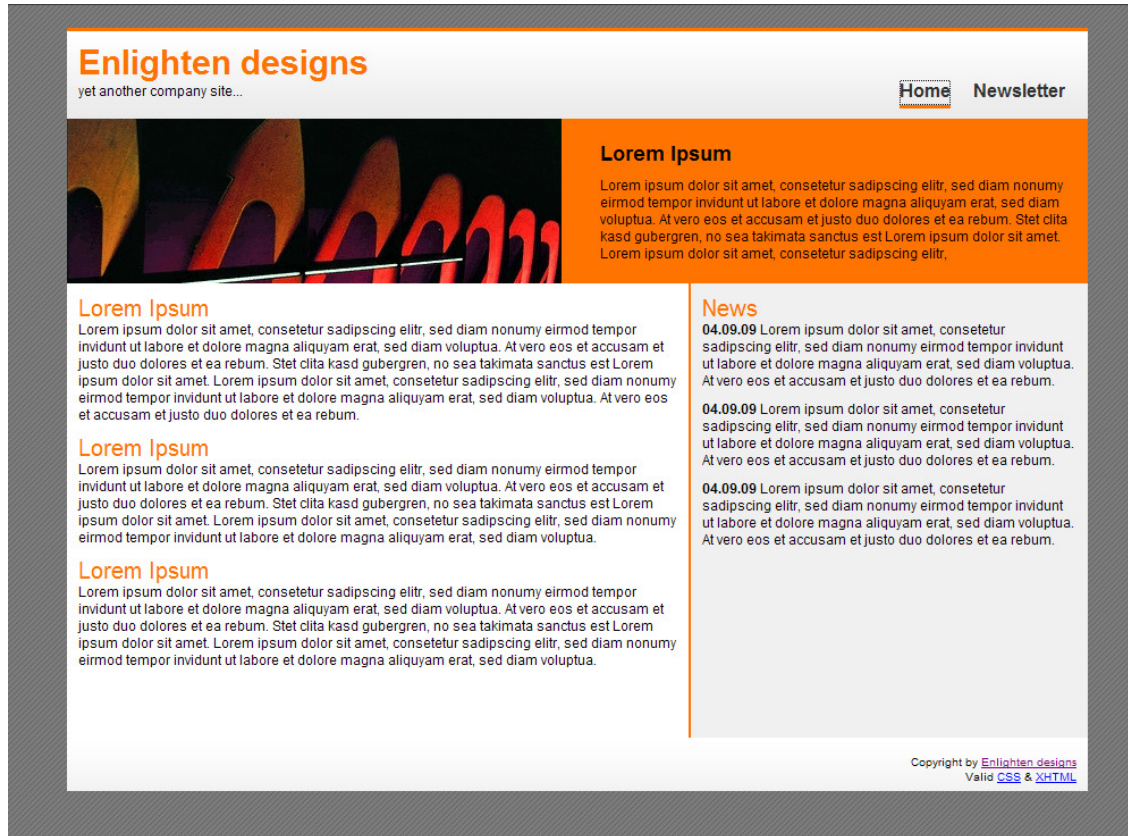 Enlighten designs
yet another company site...
Home Newsletter
Lorem Ipsum
Lorem ipsum dolor sit amet, consetetur sadipscing elitr, sed diam nonumy
eirmod tempor invidunt ut labore et dolore magna aliquyam erat, sed diam
voluptua. At vero eos et accusam et justo duo dolores et ea rebum. Stet clita
kasd gubergren, no sea takimata sanctus est Lorem ipsum dolor sit amet.
Lorem ipsum dolor sit amet, consetetur sadipscing elitr,
Lorem Ipsum
Lorem ipsum dolor sit amet, consetetur sadipscing elitr, sed diam nonumy eirmod tempor
invidunt ut labore et dolore magna aliquyam erat, sed diam voluptua. At vero eos et accusam et
justo duo dolores et ea rebum. Stet clita kasd gubergren, no sea takimata sanctus est Lorem
ipsum dolor sit amet. Lorem ipsum dolor sit amet, consetetur sadipscing elitr, sed diam nonumy
eirmod tempor invidunt ut labore et dolore magna aliquyam erat, sed diam voluptua. At vero eos
et accusam et justo duo dolores et ea rebum.
Lorem Ipsum
Lorem ipsum dolor sit amet, consetetur sadipscing elitr, sed diam nonumy eirmod tempor
invidunt ut labore et dolore magna aliquyam erat, sed diam voluptua. At vero eos et accusam et
justo duo dolores et ea rebum. Stet clita kasd gubergren, no sea takimata sanctus est Lorem
ipsum dolor sit amet. Lorem ipsum dolor sit amet, consetetur sadipscing elitr, sed diam nonumy
eirmod tempor invidunt ut labore et dolore magna aliquyam erat, sed diam voluptua.
Lorem Ipsum
Lorem ipsum dolor sit amet, consetetur sadipscing elitr, sed diam nonumy eirmod tempor
invidunt ut labore et dolore magna aliquyam erat, sed diam voluptua. At vero eos et accusam et
justo duo dolores et ea rebum. Stet clita kasd gubergren, no sea takimata sanctus est Lorem
ipsum dolor sit amet. Lorem ipsum dolor sit amet, consetetur sadipscing elitr, sed diam nonumy
eirmod tempor invidunt ut labore et dolore magna aliquyam erat, sed diam voluptua.
News
04.09.09 Lorem ipsum dolor sit amet, consetetur
sadipscing elitr, sed diam nonumy eirmod tempor invidunt
ut labore et dolore magna aliquyam erat, sed diam voluptua.
At vero eos et accusam et justo duo dolores et ea rebum.
04.09.09 Lorem ipsum dolor sit amet, consetetur
sadipscing elitr, sed diam nonumy eirmod tempor invidunt
ut labore et dolore magna aliquyam erat, sed diam voluptua.
At vero eos et accusam et justo duo dolores et ea rebum.
04.09.09 Lorem ipsum dolor sit amet, consetetur
sadipscing elitr, sed diam nonumy eirmod tempor invidunt
ut labore et dolore magna aliquyam erat, sed diam voluptua.
At vero eos et accusam et justo duo dolores et ea rebum.
Copyright by Enlighten designs
Valid CSS & XHTML